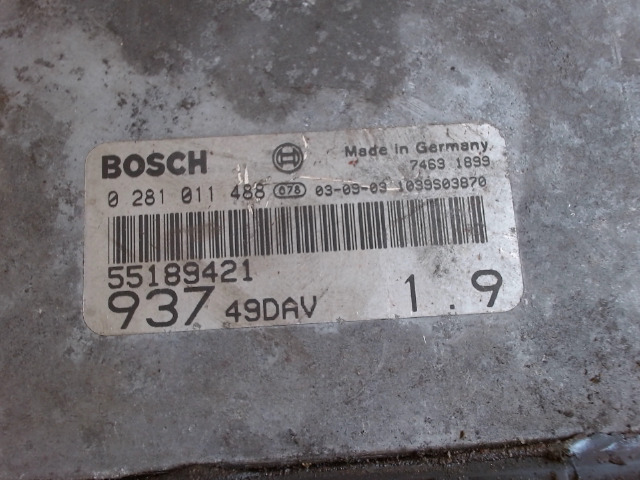 BOSCH Made in Germany
7463 1899
0 281 011 488 078 03-09-03 1039S03870
55189421
937 49DAV 1.9